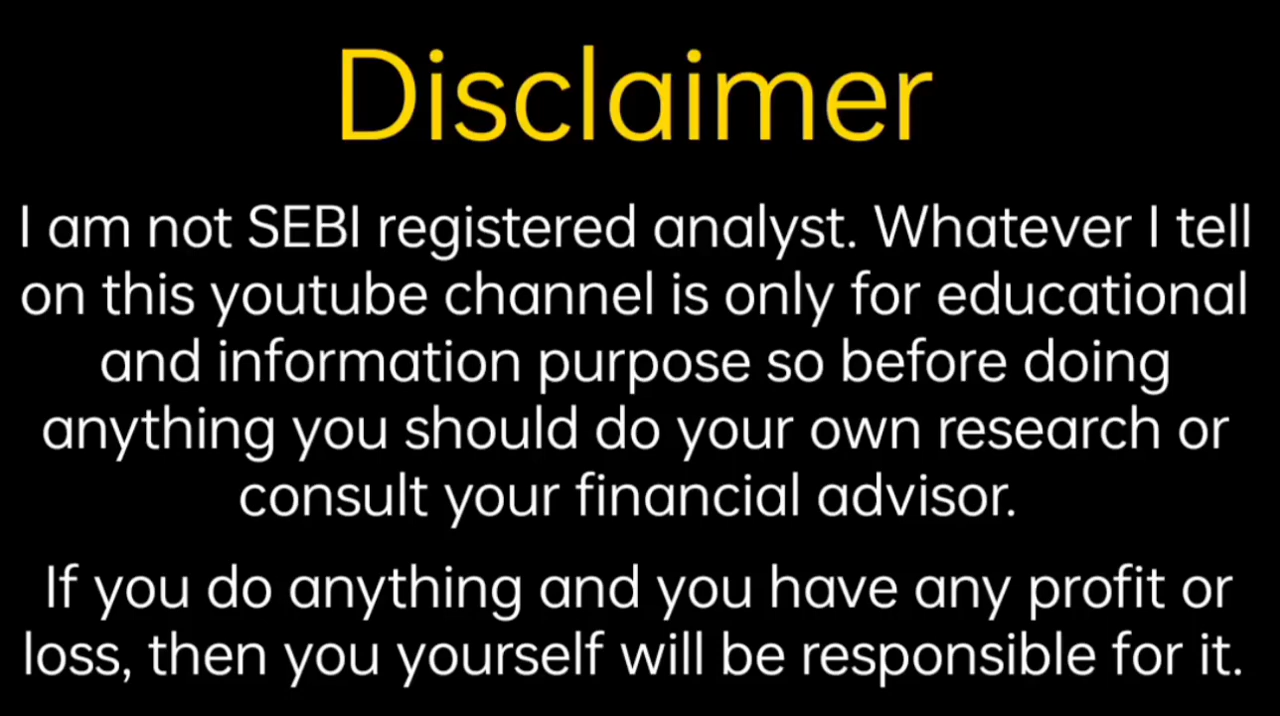 Disclaimer
I am not SEBI registered analyst. Whatever I tell
on this youtube channel is only for educational
and information purpose so before doing
anything you should do your own research or
consult your financial advisor.
If you do anything and you have any profit or
loss, then you yourself will be responsible for it.